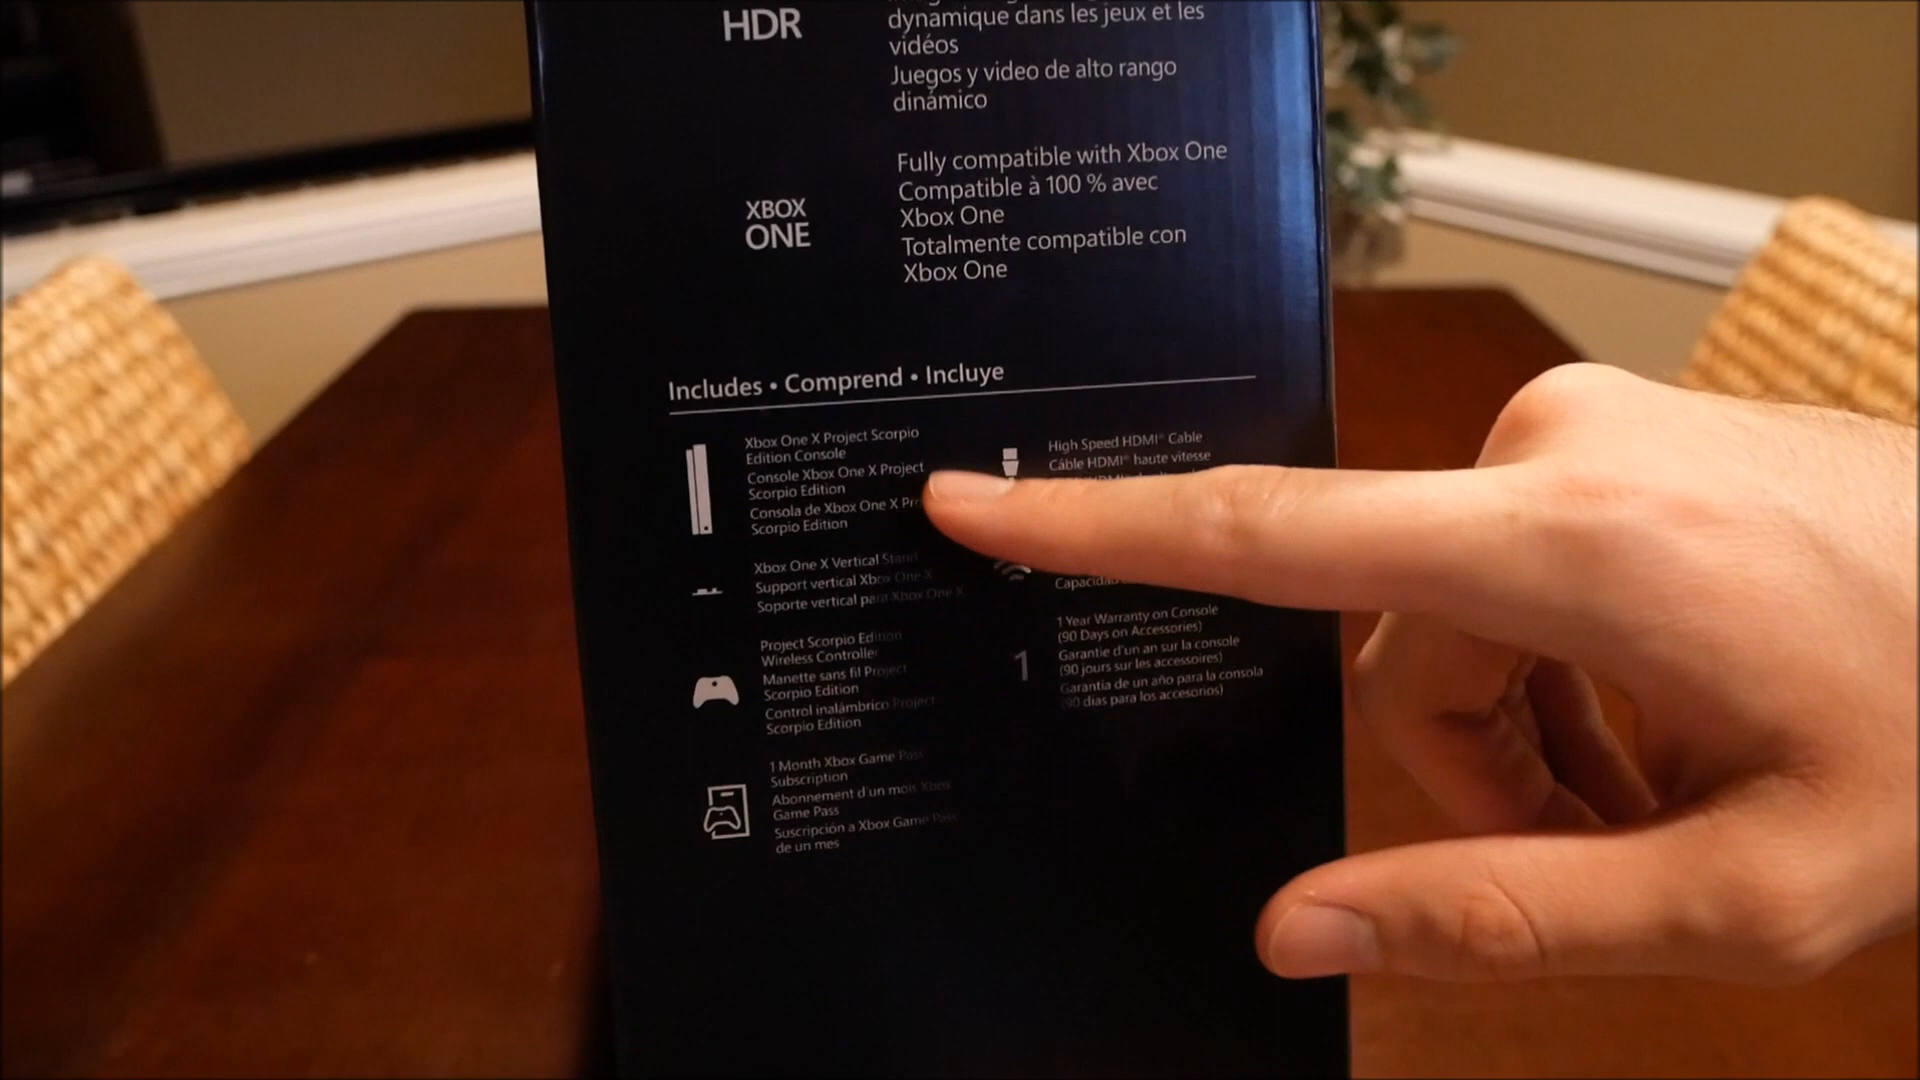 HDR
dynamique dans les jeux et les
vidéos
Juegos y video de alto rango
dinámico
XBOX
ONE
Fully compatible with Xbox One
Compatible à 100 % avec
Xbox One
Totalmente compatible con
Xbox One
Includes • Comprend • Incluye
Xbox One X Project Scorpio
Edition Console
Console Xbox One X Project
Scorpio Edition
Consola de Xbox One X
Scorpio Edition
Xbox One X Vertical Stand
Support vertical Xbox One X
Soporte vertical para Xbox One X
Project Scorpio Edition
Wireless Controller
Manette sans fil Project
Scorpio Edition
Control inalámbrico Project
Scorpio Edition
1 Month Xbox Game Pass
Subscription
Abonnement d'un mois Xbox
Game Pass
Suscripción a Xbox Game Pass
de un mes
High Speed HDMI® Cable
Câble HDMI® haute vitesse
Capacidad
1
1 Year Warranty on Console
(90 Days on Accessories)
Garantie d'un an sur la console
(90 jours sur les accessoires)
Garantía de un año para la consola
(90 días para los accesorios)